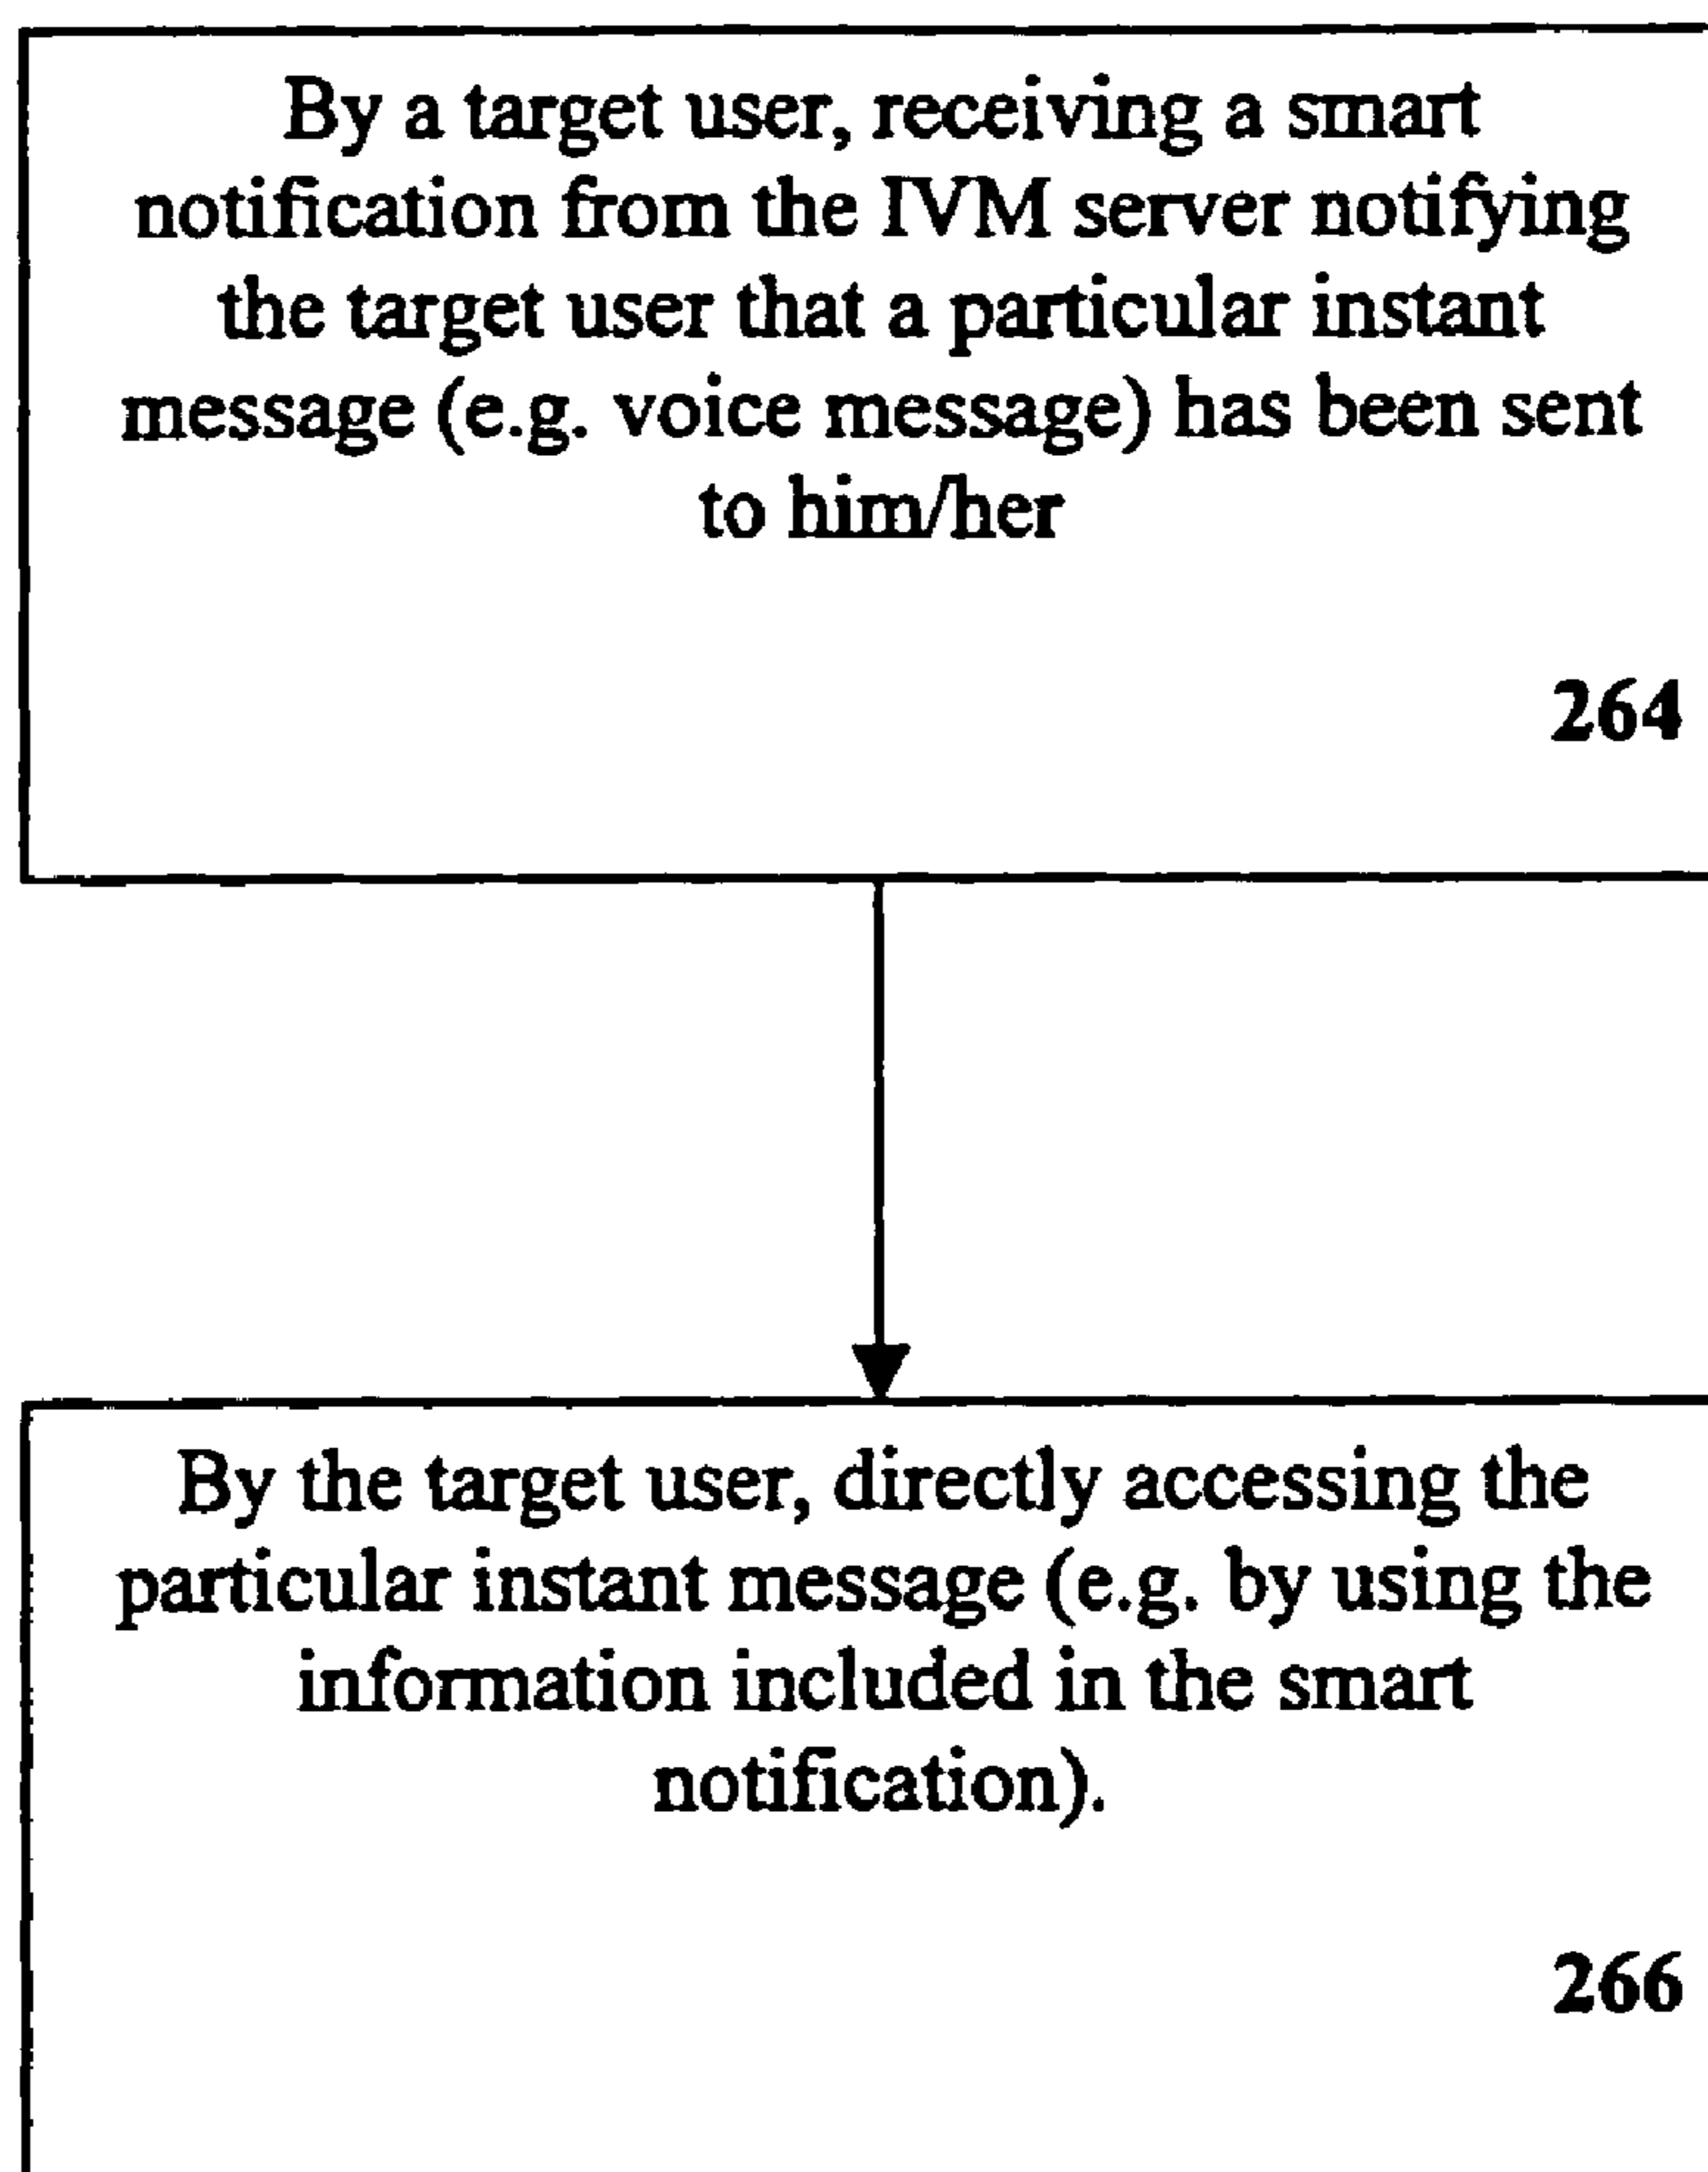 By a target user, receiving a smart
notification from the IVM server notifying
the target user that a particular instant
message (e.g. voice message) has been sent
to him/her
264
By the target user, directly accessing the
particular instant message (e.g. by using the
information included in the smart
notification).
266